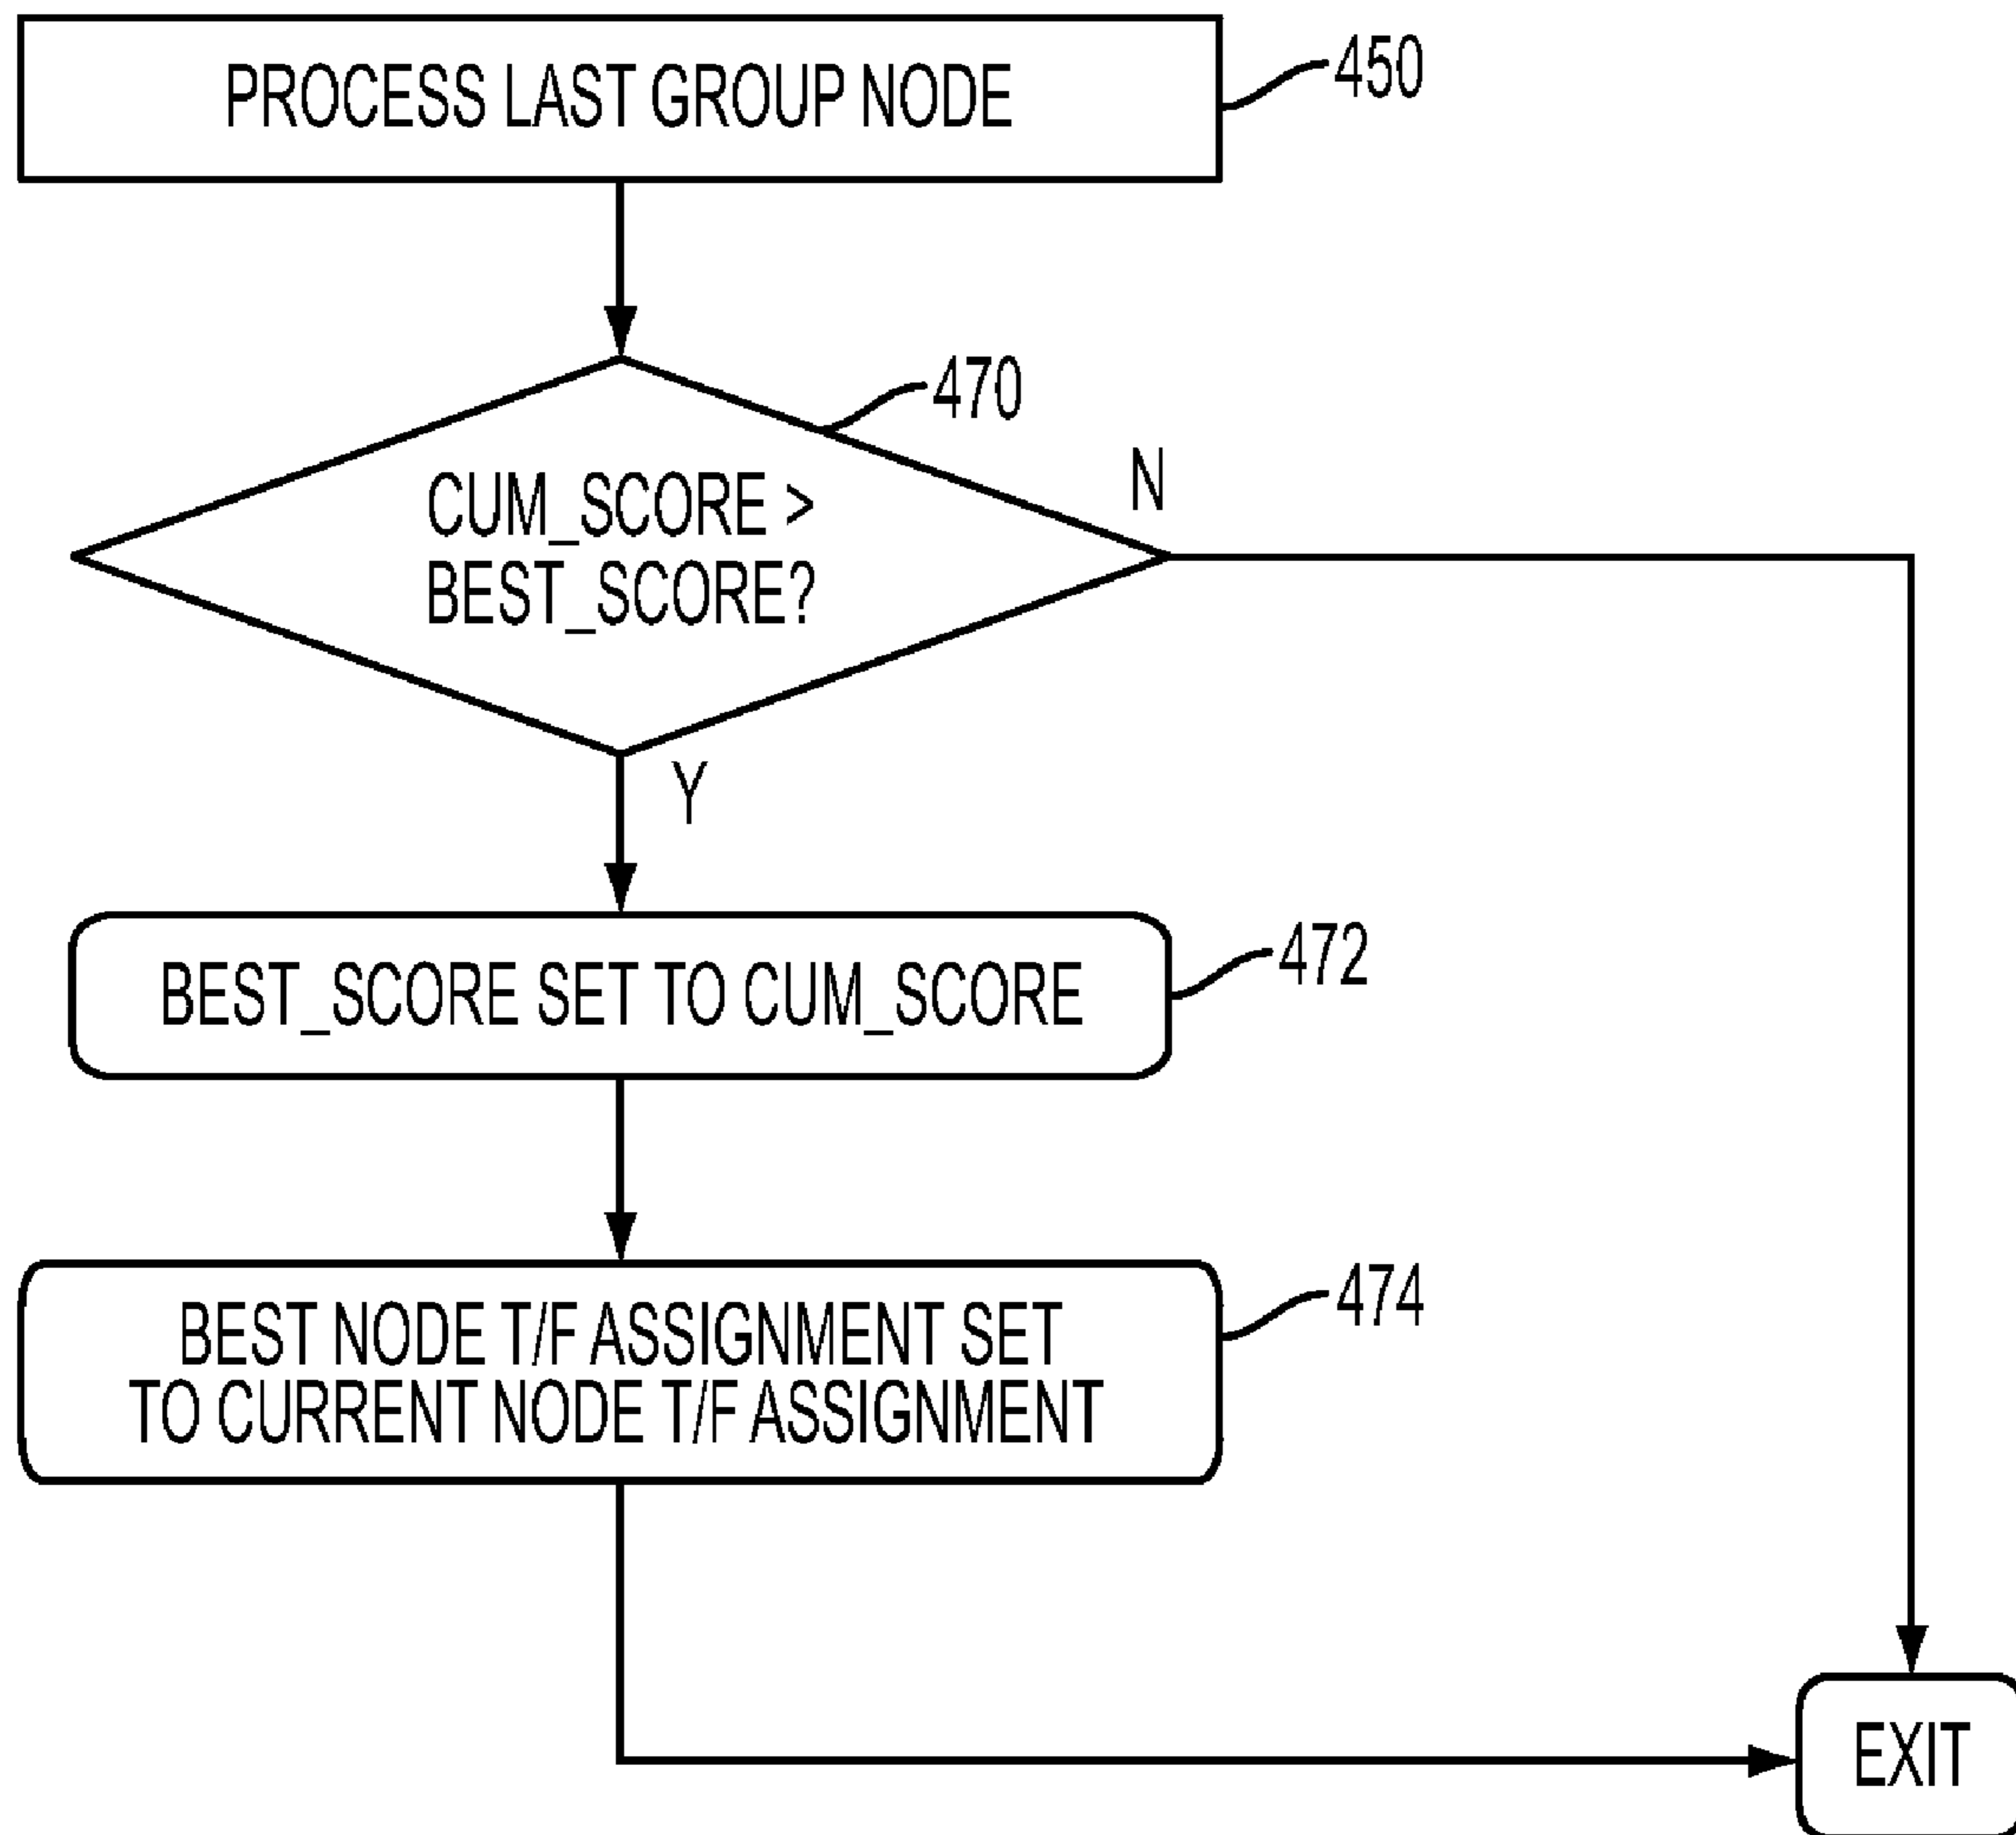 PROCESS LAST GROUP NODE
450
470
CUM_SCORE >
BEST_SCORE?
N
Y
BEST_SCORE SET TO CUM_SCORE
472
BEST NODE T/F ASSIGNMENT SET
TO CURRENT NODE T/F ASSIGNMENT
474
EXIT